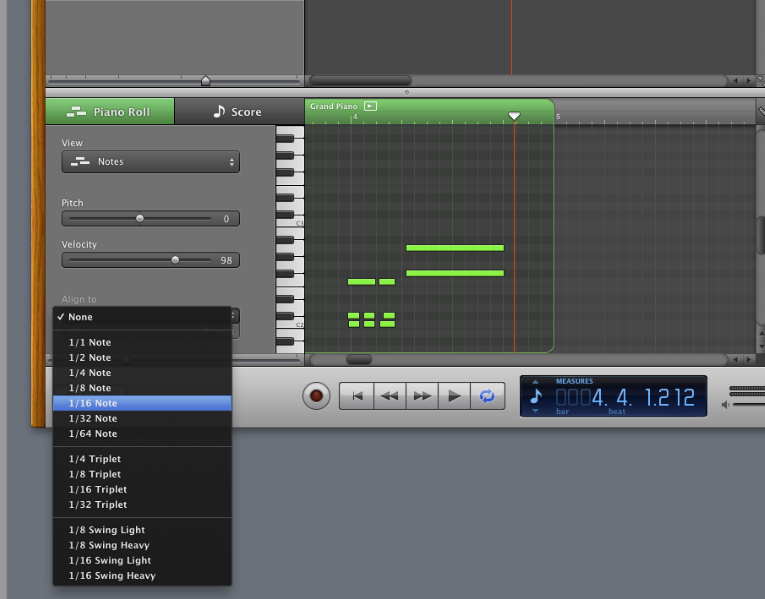 Piano Roll
Score
Grand Piano
4
5
View
Notes
Pitch
0
Velocity
98
Align to
C3
C2
✓ None
1/1 Note
1/2 Note
1/4 Note
1/8 Note
1/16 Note
1/32 Note
1/64 Note
1/4 Triplet
1/8 Triplet
1/16 Triplet
1/32 Triplet
1/8 Swing Light
1/8 Swing Heavy
1/16 Swing Light
1/16 Swing Heavy
MEASURES
0004. 4. 1.212
bar beat